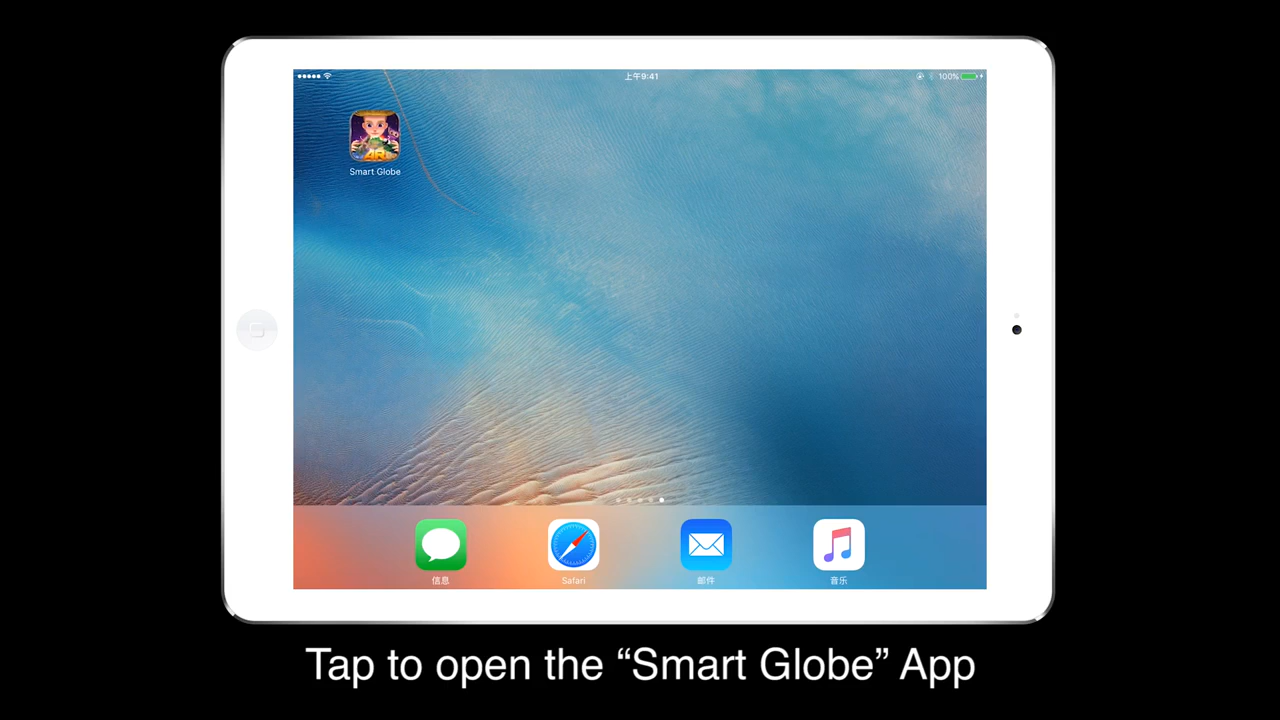 上午9:41
100%
AR
Smart Globe
信息
Safari
邮件
音乐
Tap to open the “Smart Globe” App